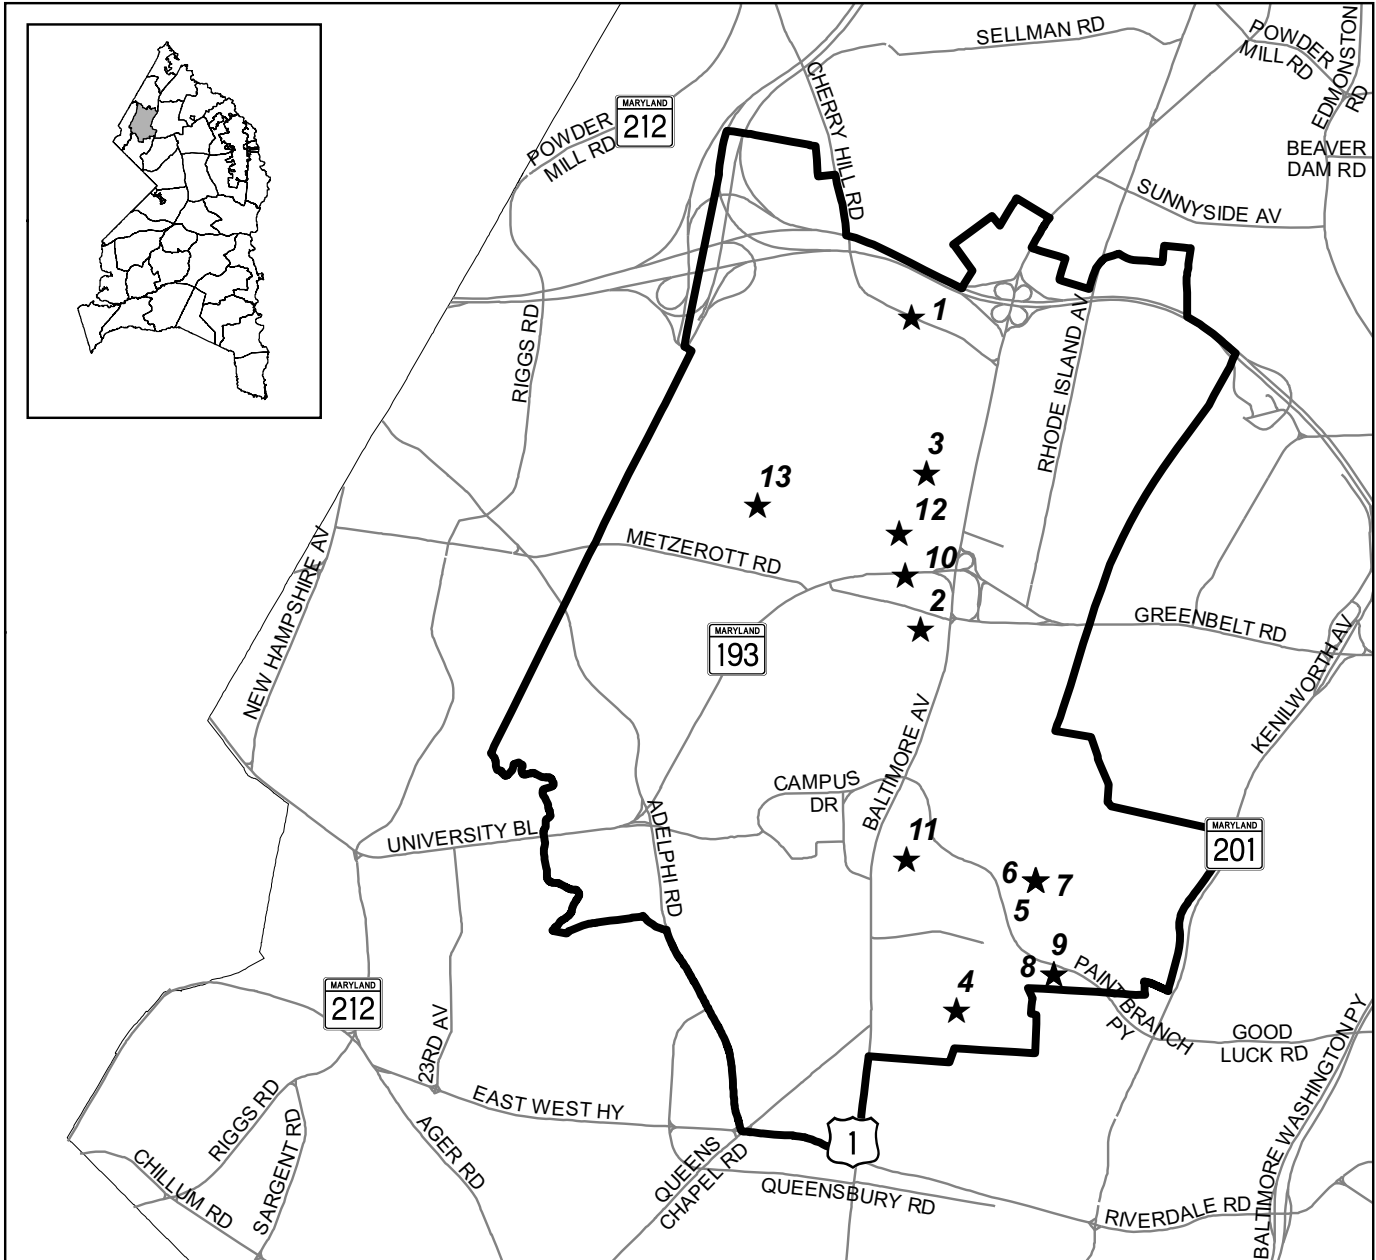 SELLMAN RD
POWDER
MILL RD
EDMONSTON
RD
CHERRY HILL RD
MARYLAND
212
POWDER
MILL RD
BEAVER
DAM RD
SUNNYSIDE AV
1
RIGGS RD
RHODE ISLAND AV
3
13
12
METZEROTT RD
10
NEW HAMPSHIRE AV
2
GREENBELT RD
MARYLAND
193
KENILWORTH AV
BALTIMORE AV
CAMPUS
DR
UNIVERSITY BL
ADELPHI RD
11
MARYLAND
201
6
7
5
9
8
PAINT BRANCH
PY
4
MARYLAND
212
GOOD
LUCK RD
23RD AV
EAST WEST HY
BALTIMORE WASHINGTON PY
RIGGS RD
SARGENT RD
AGER RD
1
QUEENS
CHAPEL RD
CHILLUM RD
QUEENSBURY RD
RIVERDALE RD